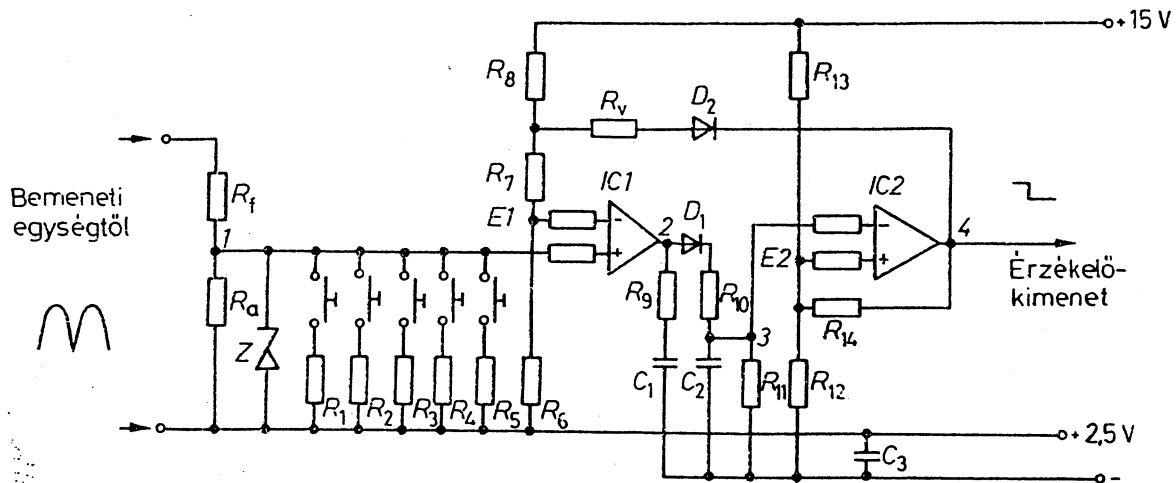 +15 V
R8
R13
Rv
D2
Bemeneti
egységtől
Rf
R7
IC1
IC2
E1
1
2
D1
4
E2
Érzékelő-
kimenet
Ra
R9
R10
R14
Z
3
C1
C2
R11
R12
R1
R2
R3
R4
R5
R6
+2,5 V
C3
-
+
-
+
-